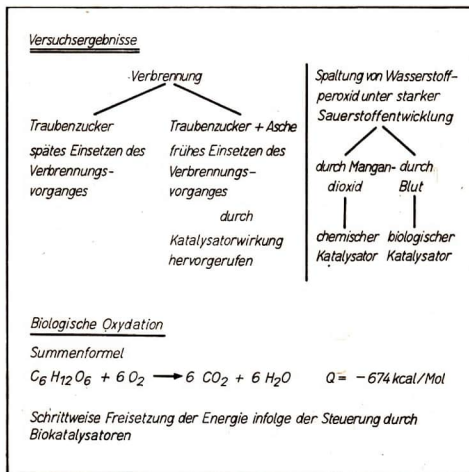 Versuchsergebnisse
Verbrennung
Traubenzucker
spätes Einsetzen des
Verbrennungs-
vorganges
Traubenzucker + Asche
frühes Einsetzen des
Verbrennungs-
vorganges
durch
Katalysatorwirkung
hervorgerufen
Spaltung von Wasserstoff-
peroxid unter starker
Sauerstoffentwicklung
durch Mangan-
dioxid
chemischer
Katalysator
durch
Blut
biologischer
Katalysator
Biologische Oxydation
Summenformel
C₆ H₁₂ O₆ + 6 O₂ → 6 CO₂ + 6 H₂O Q = −674 kcal/Mol
Schrittweise Freisetzung der Energie infolge der Steuerung durch
Biokatalysatoren